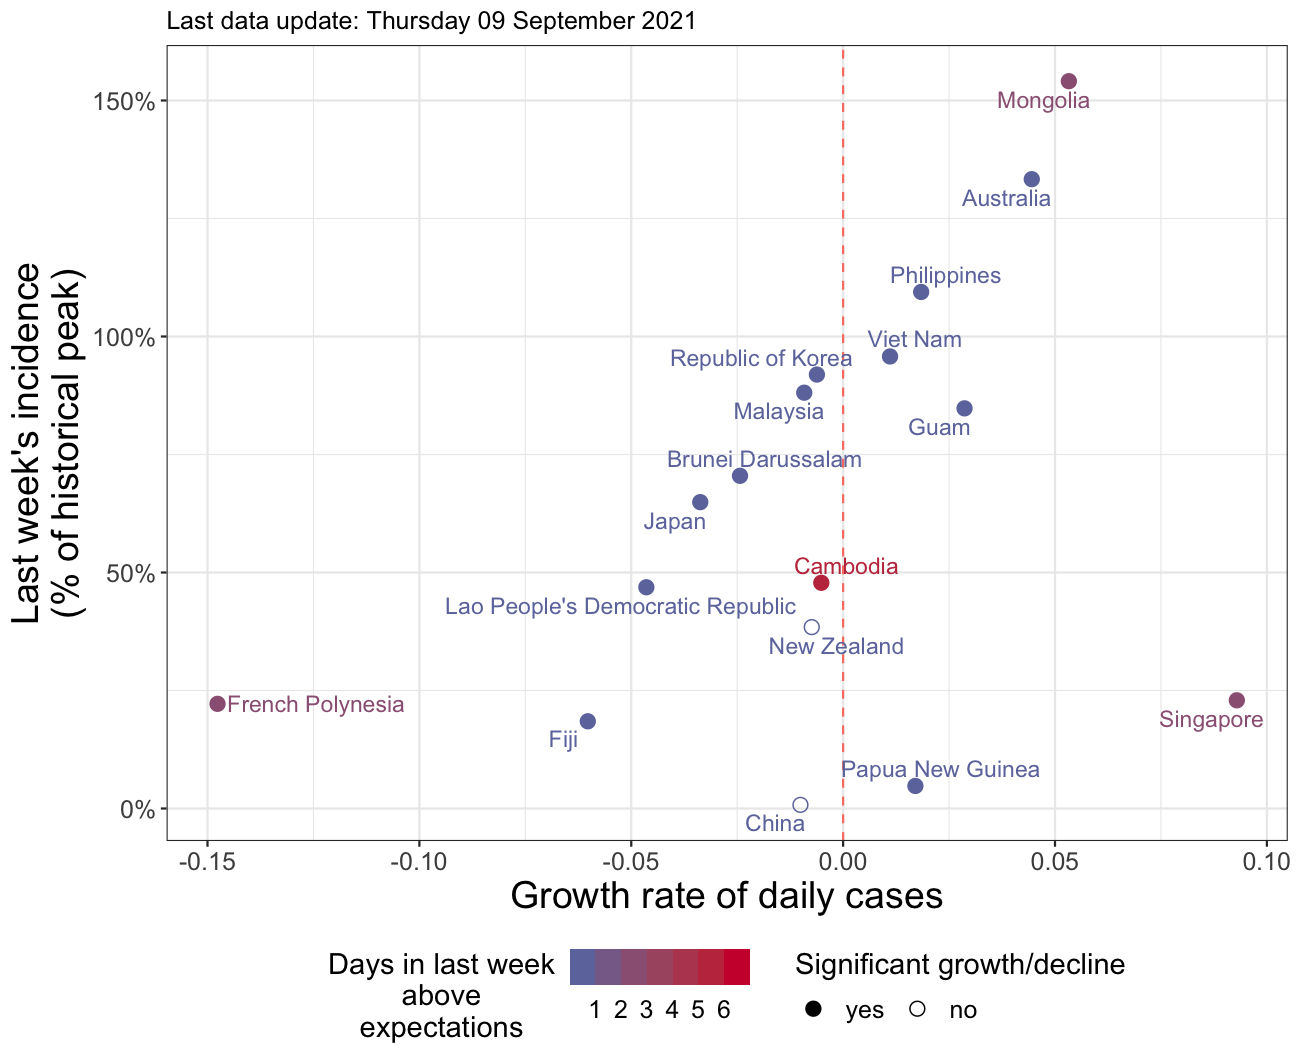 Last data update: Thursday 09 September 2021
Last week's incidence
(% of historical peak)
150%
100%
50%
0%
Mongolia
Australia
Philippines
Viet Nam
Republic of Korea
Malaysia
Guam
Brunei Darussalam
Japan
Cambodia
Lao People's Democratic Republic
New Zealand
French Polynesia
Singapore
Fiji
Papua New Guinea
China
-0.15 -0.10 -0.05 0.00 0.05 0.10
Growth rate of daily cases
Days in last week
above
expectations
1 2 3 4 5 6
Significant growth/decline
yes no